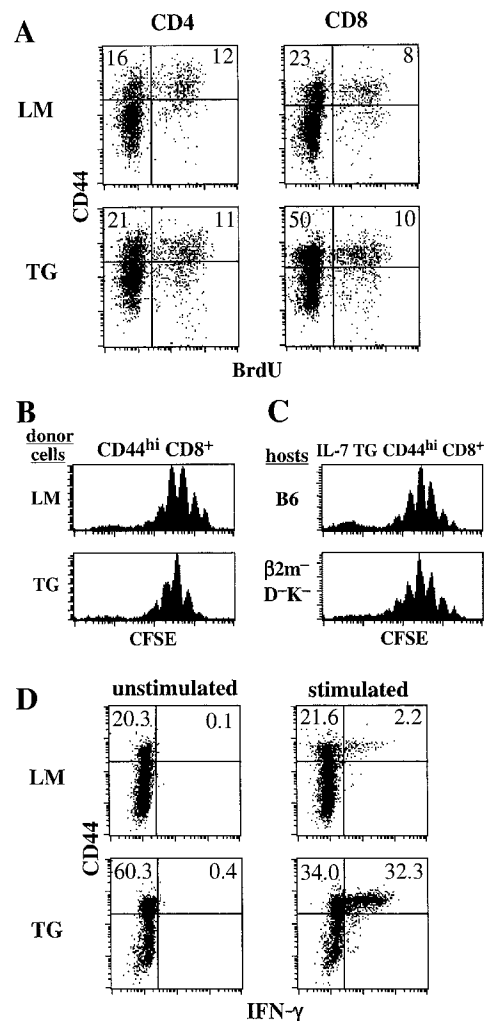 A
CD4 CD8
LM
16 12
23 8
CD44
TG
21 11
50 10
BrdU
B
donor
cells
CD44hi CD8+
LM
TG
CFSE
C
hosts
IL-7 TG CD44hi CD8+
B6
β2m-
D-K-
CFSE
D
unstimulated stimulated
LM
20.3 0.1
21.6 2.2
CD44
TG
60.3 0.4
34.0 32.3
IFN-γ